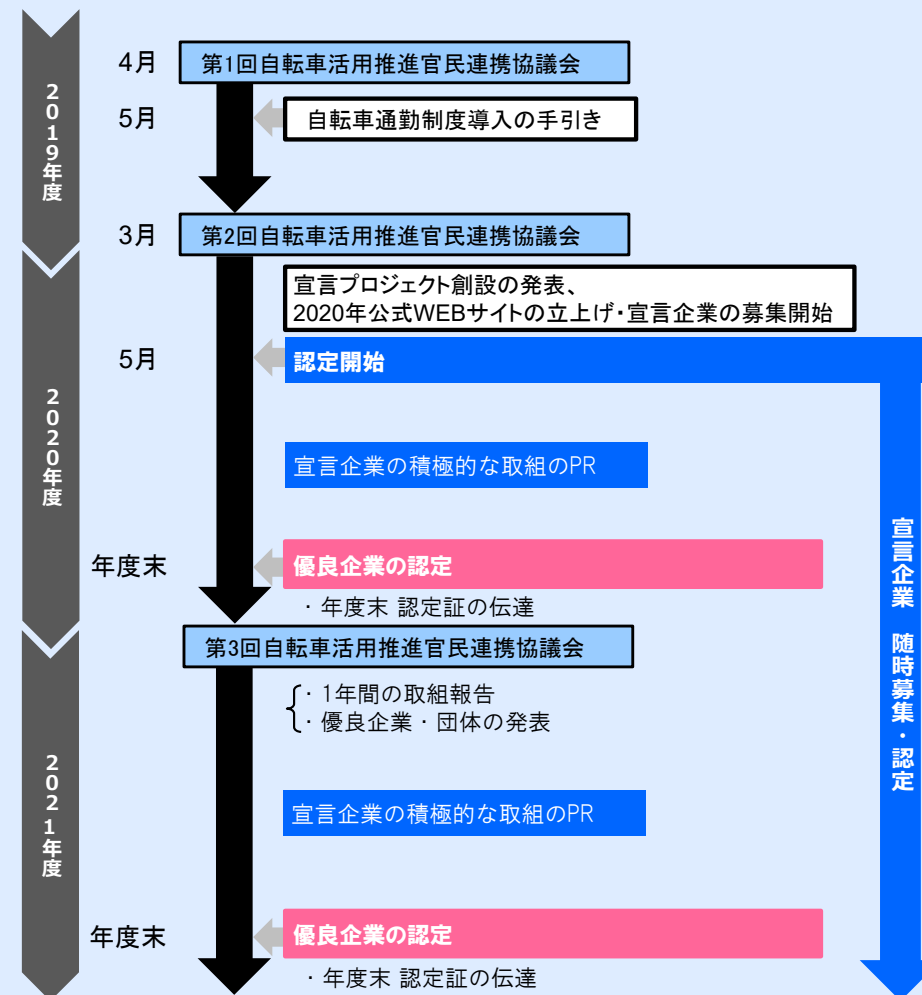 2019年度
4月
第1回自転車活用推進官民連携協議会
5月
自転車通勤制度導入の手引き
3月
第2回自転車活用推進官民連携協議会
2020年度
宣言プロジェクト創設の発表、
2020年公式WEBサイトの立上げ・宣言企業の募集開始
5月
認定開始
宣言企業の積極的な取組のPR
年度末
優良企業の認定
・年度末 認定証の伝達
宣言企業 随時募集・認定
2021年度
第3回自転車活用推進官民連携協議会
・1年間の取組報告
・優良企業・団体の発表
宣言企業の積極的な取組のPR
年度末
優良企業の認定
・年度末 認定証の伝達